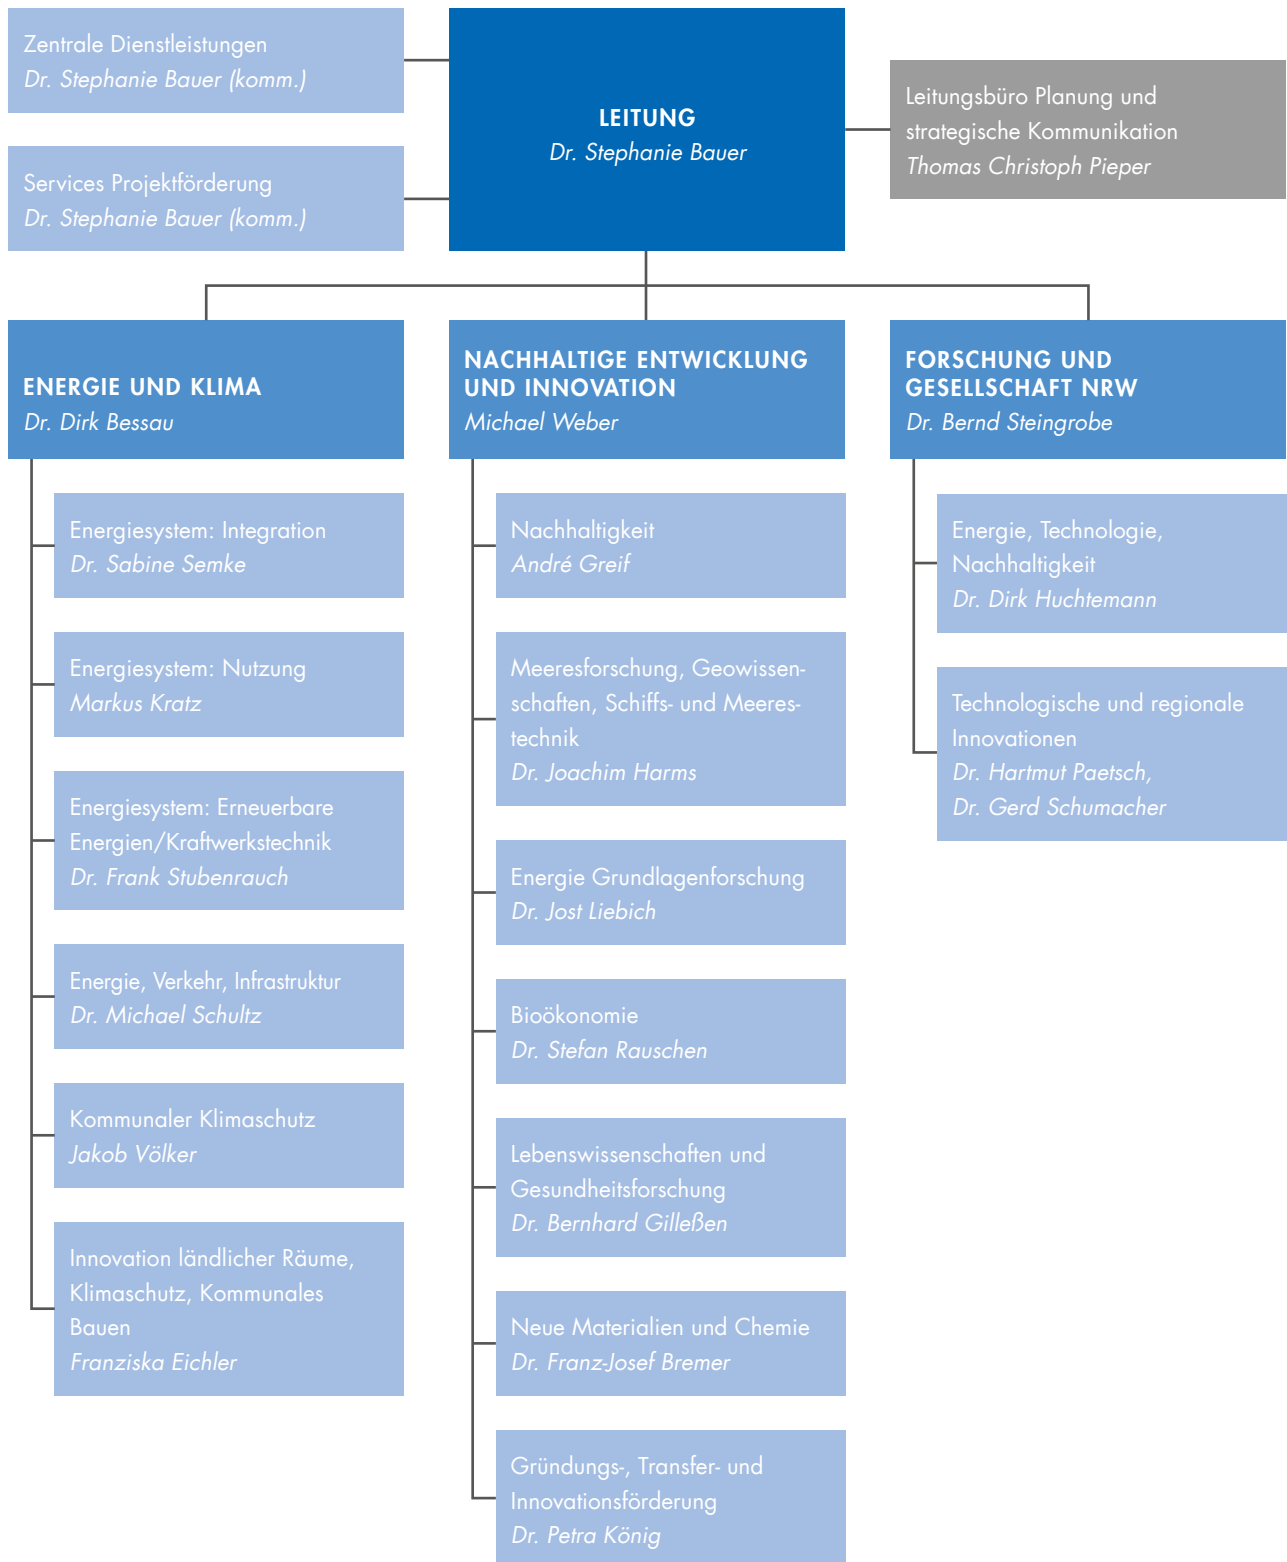 Zentrale Dienstleistungen
Dr. Stephanie Bauer (komm.)
Services Projektförderung
Dr. Stephanie Bauer (komm.)
LEITUNG
Dr. Stephanie Bauer
Leitungsbüro Planung und
strategische Kommunikation
Thomas Christoph Pieper
ENERGIE UND KLIMA
Dr. Dirk Bessau
Energiesystem: Integration
Dr. Sabine Semke
Energiesystem: Nutzung
Markus Kratz
Energiesystem: Erneuerbare
Energien/Kraftwerkstechnik
Dr. Frank Stubenrauch
Energie, Verkehr, Infrastruktur
Dr. Michael Schultz
Kommunaler Klimaschutz
Jakob Völker
Innovation ländlicher Räume,
Klimaschutz, Kommunales
Bauen
Franziska Eichler
NACHHALTIGE ENTWICKLUNG
UND INNOVATION
Michael Weber
Nachhaltigkeit
André Greif
Meeresforschung, Geowissen-
schaften, Schiffs- und Meeres-
technik
Dr. Joachim Harms
Energie Grundlagenforschung
Dr. Jost Liebich
Bioökonomie
Dr. Stefan Rauschen
Lebenswissenschaften und
Gesundheitsforschung
Dr. Bernhard Gilleßen
Neue Materialien und Chemie
Dr. Franz-Josef Bremer
Gründungs-, Transfer- und
Innovationsförderung
Dr. Petra König
FORSCHUNG UND
GESELLSCHAFT NRW
Dr. Bernd Steingrobe
Energie, Technologie,
Nachhaltigkeit
Dr. Dirk Huchtemann
Technologische und regionale
Innovationen
Dr. Hartmut Paetsch,
Dr. Gerd Schumacher